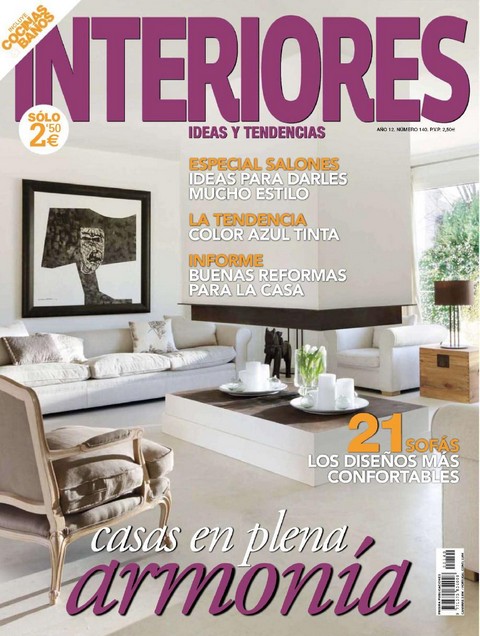 INCLUYE
COCINAS
BAÑOS
INTERIORES
IDEAS Y TENDENCIAS
AÑO 12. NÚMERO 140. P.V.P. 2,50€
SÓLO
2,50
€
ESPECIAL SALONES
IDEAS PARA DARLES
MUCHO ESTILO
LA TENDENCIA
COLOR AZUL TINTA
INFORME
BUENAS REFORMAS
PARA LA CASA
21 SOFÁS
LOS DISEÑOS MÁS
CONFORTABLES
casas en plena
armonía